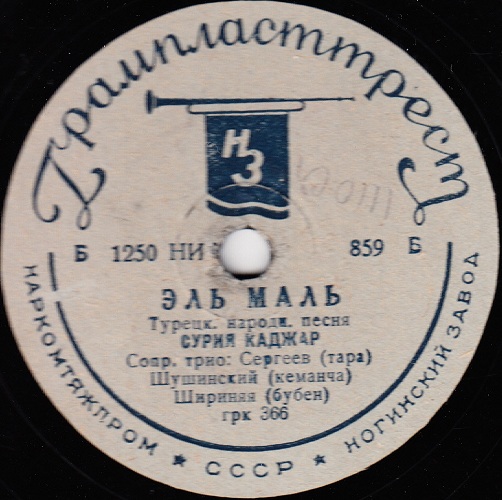 Грампласттрест
НЗ
Б 1250 НИ 859 Б
ЭЛЬ МАЛЬ
Турецк. народн. песня
СУРИЯ КАДЖАР
Сопр. трио: Сергеев (тара)
Шушинский (кеманча)
Шириняя (бубен)
грк 366
НАРКОМТЯЖПРОМ ★ СССР ★ НОГИНСКИЙ ЗАВОД